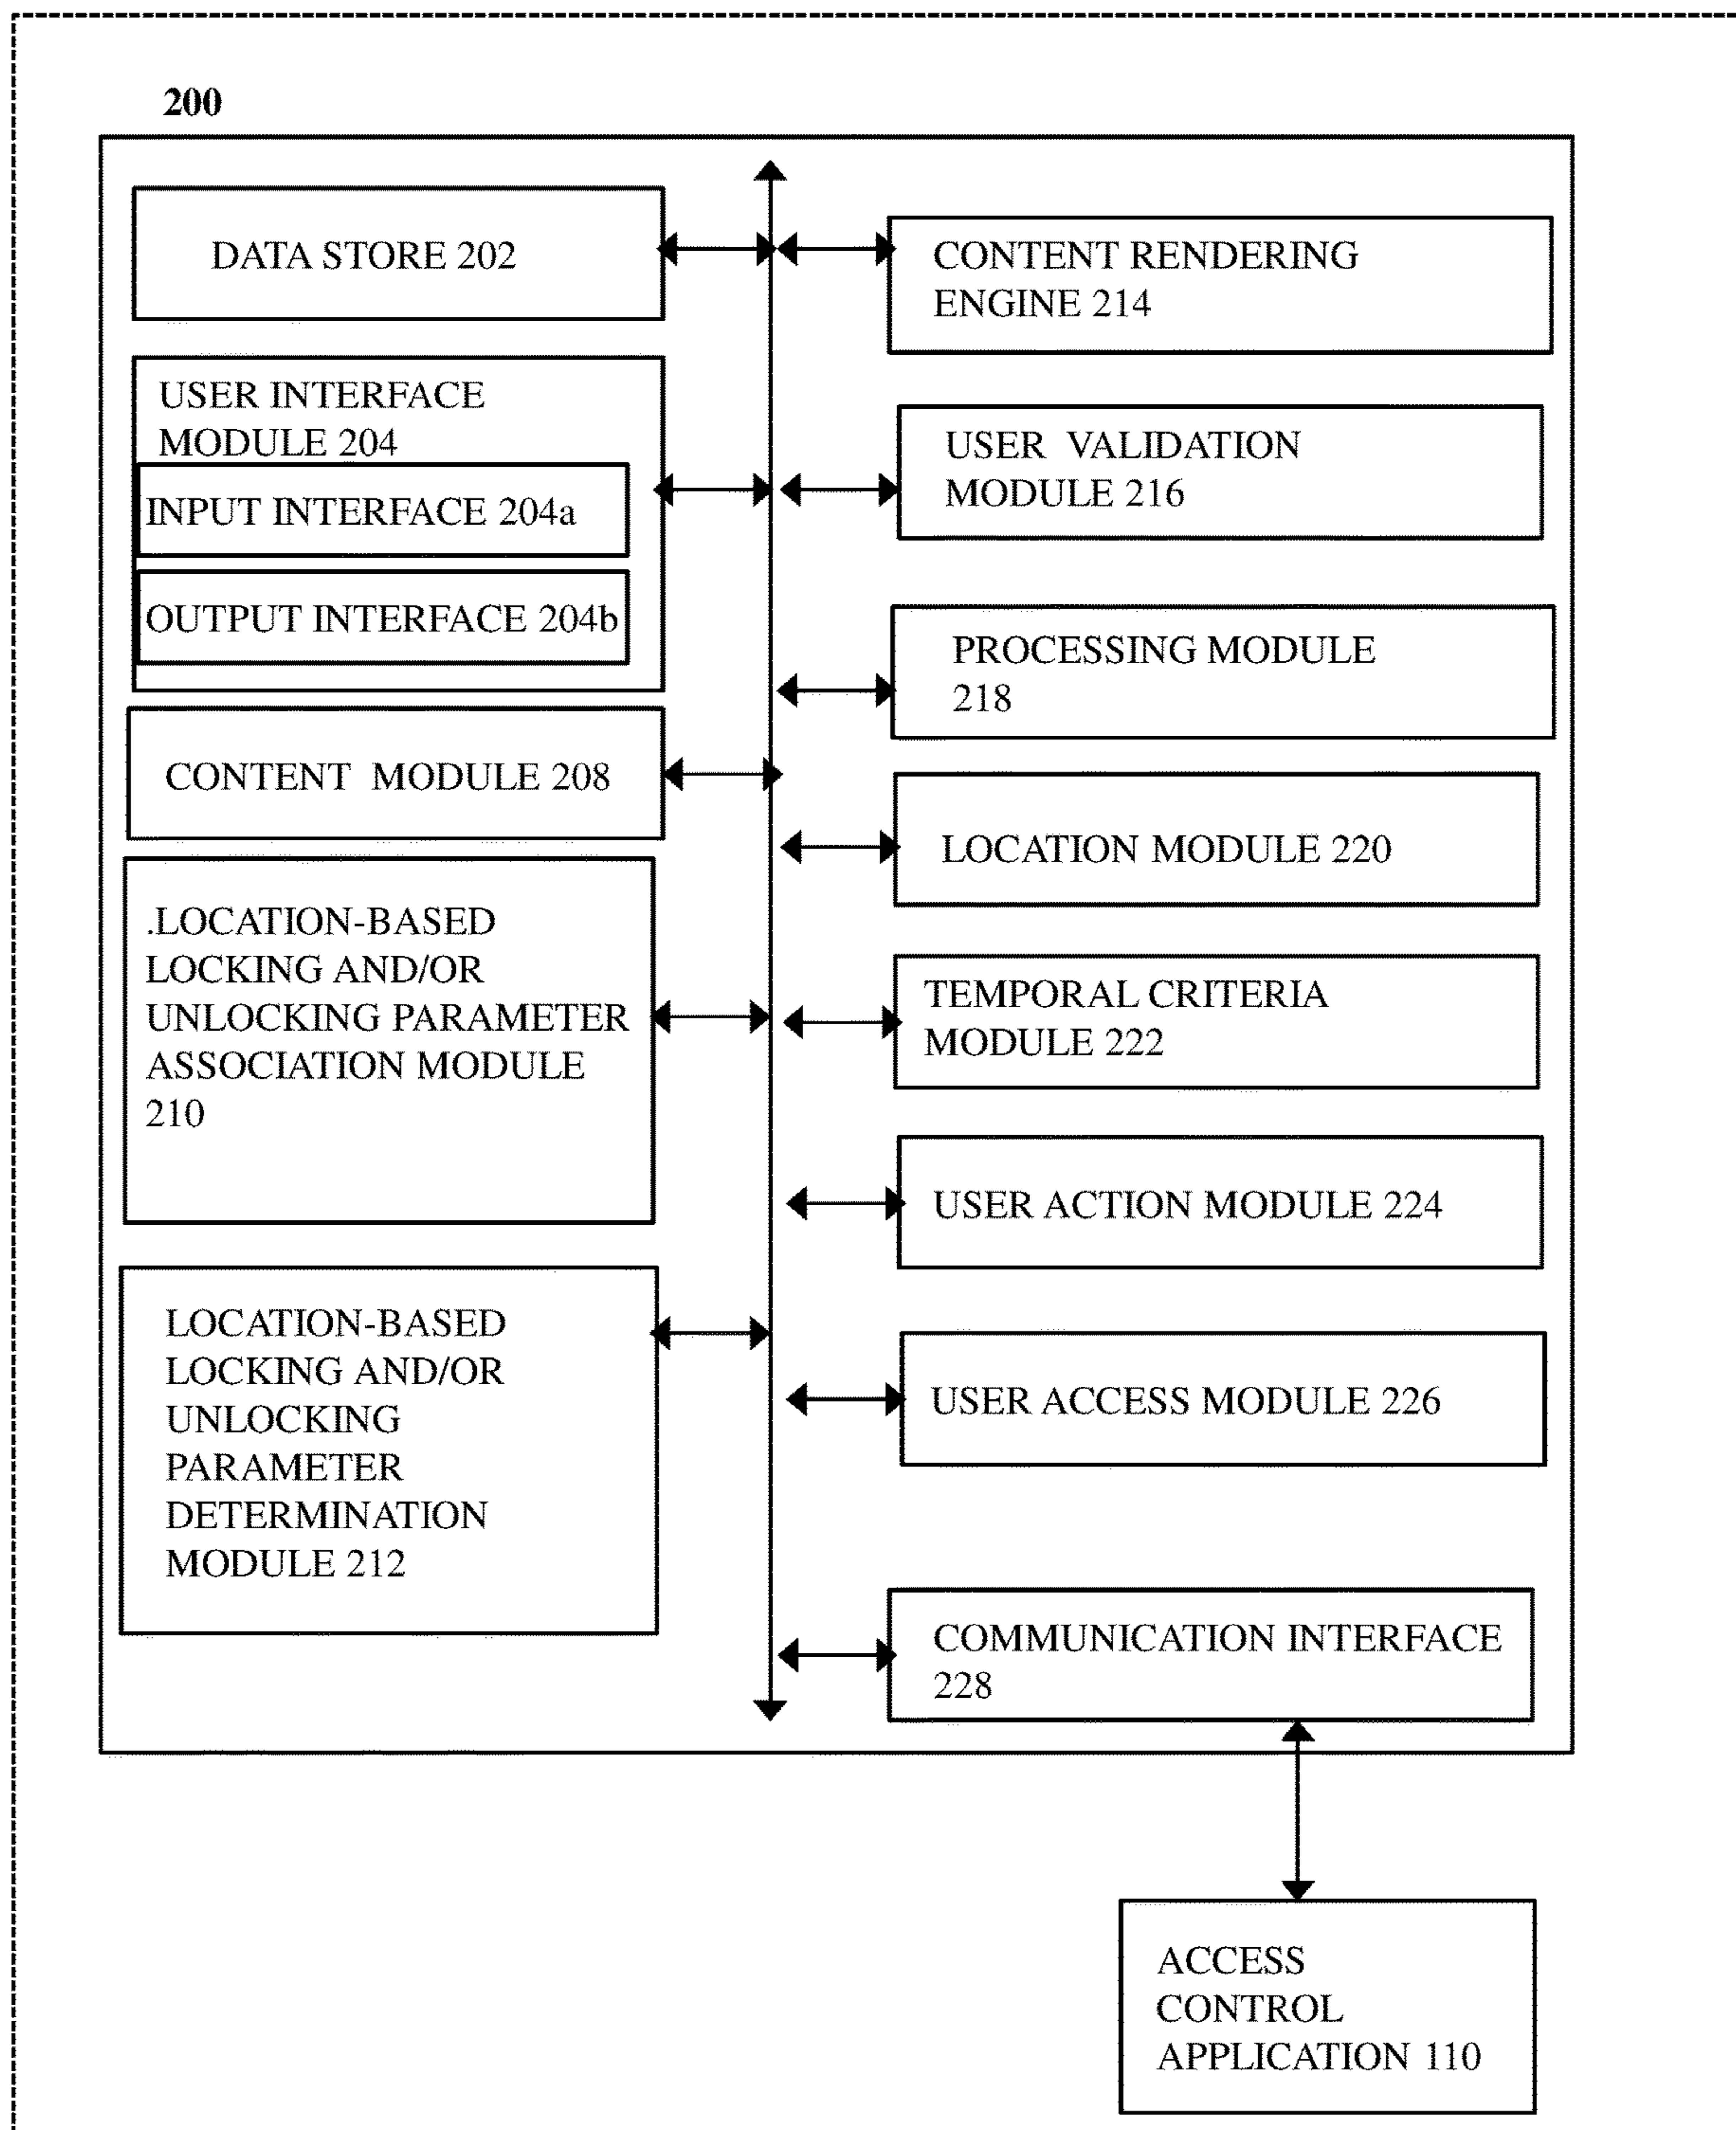 200
DATA STORE 202
USER INTERFACE
MODULE 204
INPUT INTERFACE 204a
OUTPUT INTERFACE 204b
CONTENT MODULE 208
.LOCATION-BASED
LOCKING AND/OR
UNLOCKING PARAMETER
ASSOCIATION MODULE
210
LOCATION-BASED
LOCKING AND/OR
UNLOCKING
PARAMETER
DETERMINATION
MODULE 212
CONTENT RENDERING
ENGINE 214
USER VALIDATION
MODULE 216
PROCESSING MODULE
218
LOCATION MODULE 220
TEMPORAL CRITERIA
MODULE 222
USER ACTION MODULE 224
USER ACCESS MODULE 226
COMMUNICATION INTERFACE
228
ACCESS
CONTROL
APPLICATION 110